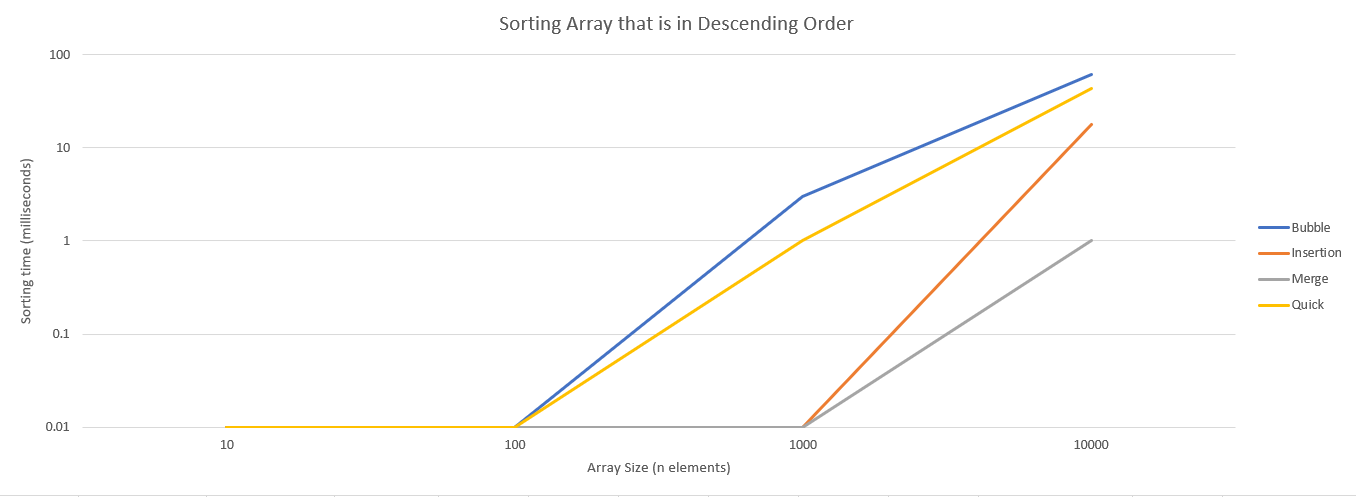 Sorting Array that is in Descending Order
100
10
1
0.1
0.01
Sorting time (milliseconds)
10 100 1000 10000
Array Size (n elements)
Bubble
Insertion
Merge
Quick